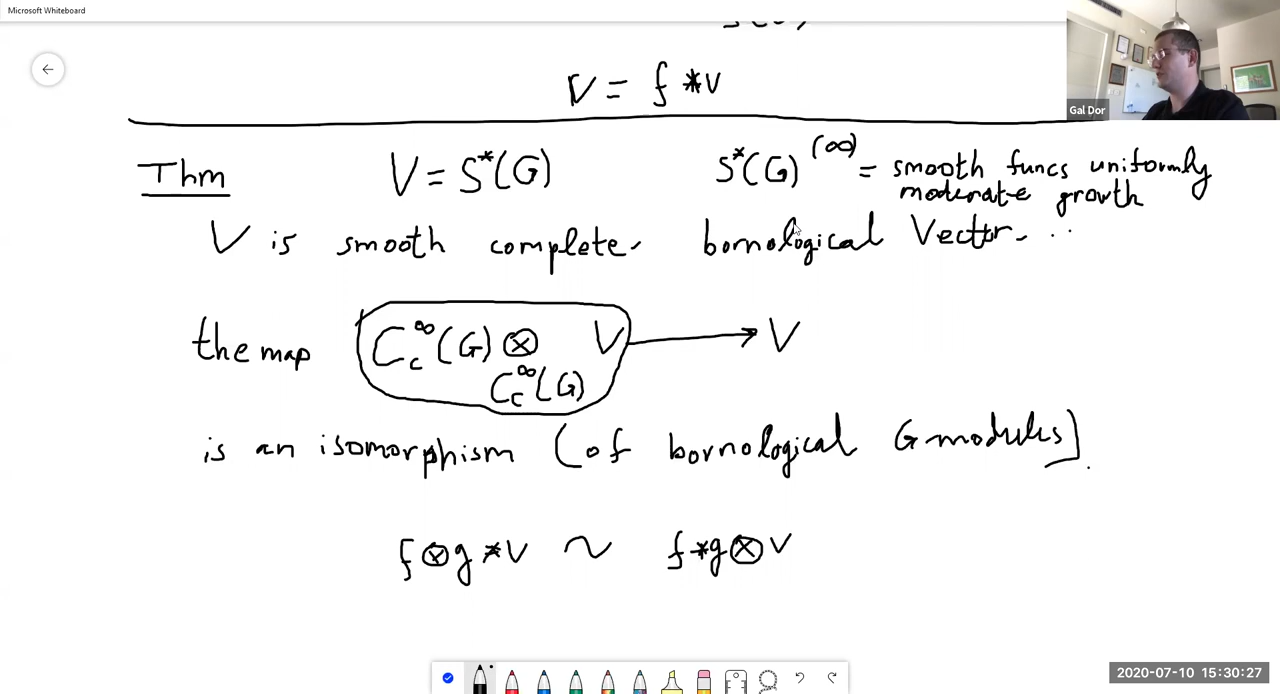 Microsoft Whiteboard
v = f * v
Gal Dor
Thm V = S*(G) S*(G)^(∞) = smooth funcs uniformly
moderate growth
V is smooth complete bornological Vector...
the map C_c^∞(G) ⊗ V → V
C_c^∞(G)
is an isomorphism (of bornological G modules).
f ⊗ g * v ~ f * g ⊗ v
2020-07-10 15:30:27